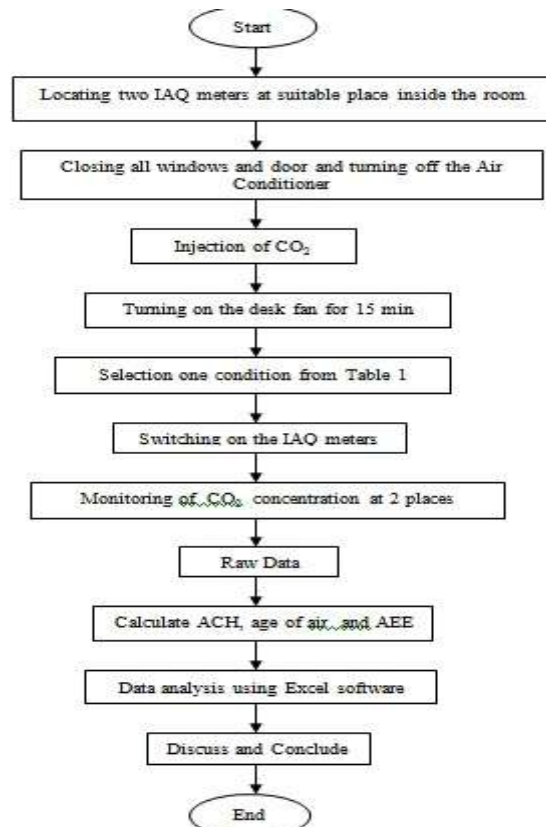 Start
Locating two IAQ meters at suitable place inside the room
Closing all windows and door and turning off the Air
Conditioner
Injection of CO₂
Turning on the desk fan for 15 min
Selection one condition from Table 1
Switching on the IAQ meters
Monitoring of CO₂ concentration at 2 places
Raw Data
Calculate ACH, age of air and AEE
Data analysis using Excel software
Discuss and Conclude
End